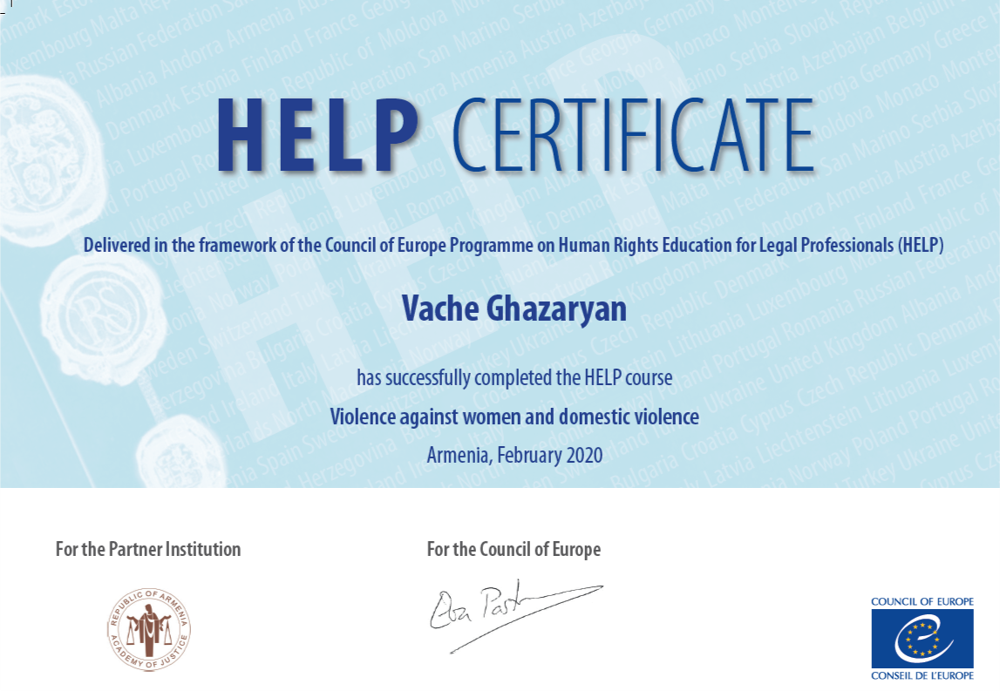 HELP CERTIFICATE
Delivered in the framework of the Council of Europe Programme on Human Rights Education for Legal Professionals (HELP)
Vache Ghazaryan
has successfully completed the HELP course
Violence against women and domestic violence
Armenia, February 2020
For the Partner Institution
For the Council of Europe
REPUBLIC OF ARMENIA
ACADEMY OF JUSTICE
COUNCIL OF EUROPE
CONSEIL DE L'EUROPE